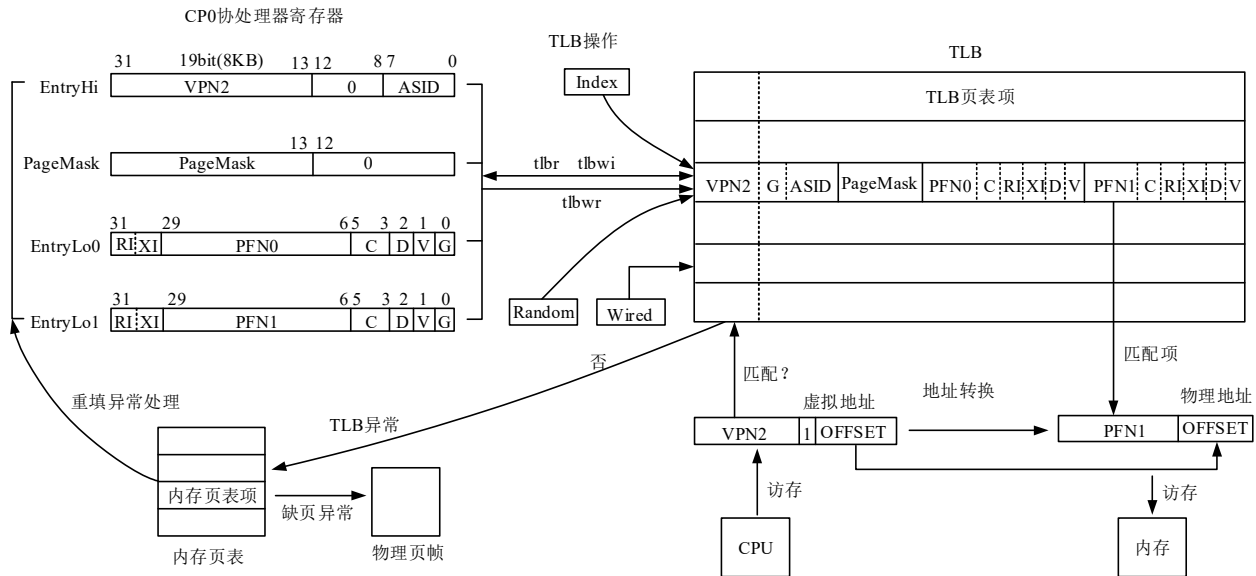 CP0协处理器寄存器
31 19bit(8KB) 13 12 8 7 0
EntryHi VPN2 0 ASID
13 12
PageMask PageMask 0
31 29 6 5 3 2 1 0
EntryLo0 RI XI PFN0 C D V G
31 29 6 5 3 2 1 0
EntryLo1 RI XI PFN1 C D V G
TLB操作
Index
tlbr tlbwi
tlbwr
Random
Wired
TLB
TLB页表项
VPN2 G ASID PageMask PFN0 C RI XI D V PFN1 C RI XI D V
否
匹配?
匹配项
重填异常处理
TLB异常
虚拟地址
地址转换
物理地址
VPN2 1 OFFSET
PFN1 OFFSET
内存页表项
缺页异常
内存页表
物理页帧
访存
访存
CPU
内存